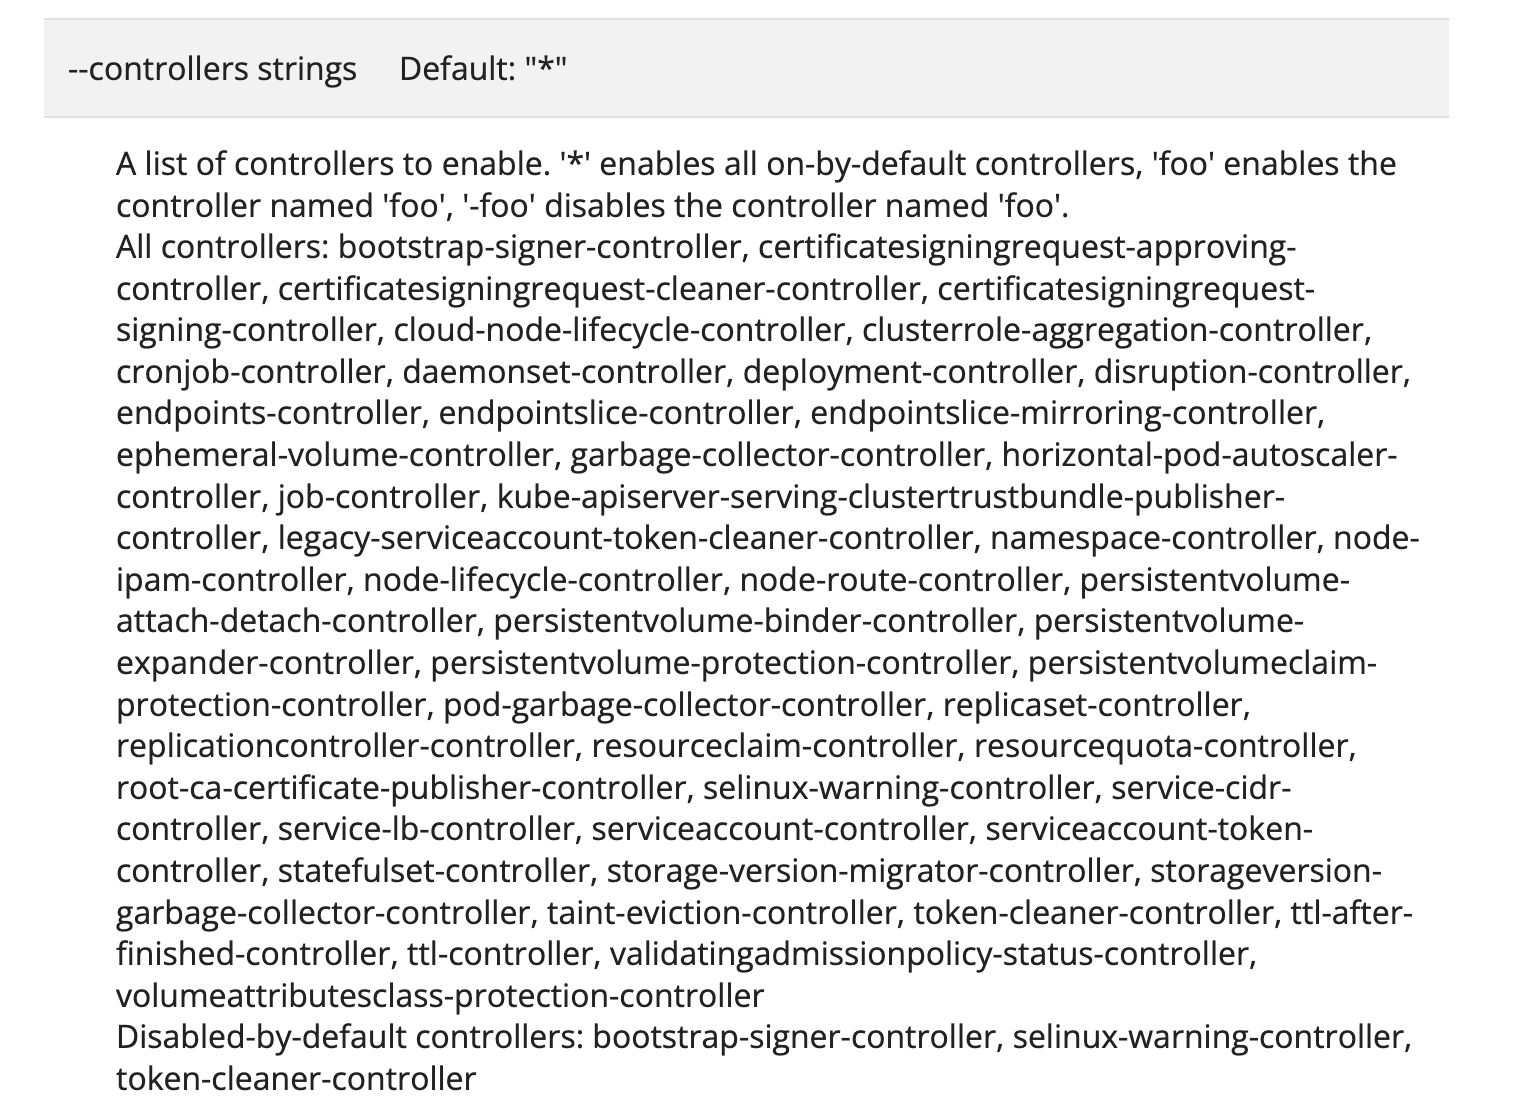 --controllers strings     Default: "*"
A list of controllers to enable. '*' enables all on-by-default controllers, 'foo' enables the
controller named 'foo', '-foo' disables the controller named 'foo'.
All controllers: bootstrap-signer-controller, certificatesigningrequest-approving-
controller, certificatesigningrequest-cleaner-controller, certificatesigningrequest-
signing-controller, cloud-node-lifecycle-controller, clusterrole-aggregation-controller,
cronjob-controller, daemonset-controller, deployment-controller, disruption-controller,
endpoints-controller, endpointslice-controller, endpointslice-mirroring-controller,
ephemeral-volume-controller, garbage-collector-controller, horizontal-pod-autoscaler-
controller, job-controller, kube-apiserver-serving-clustertrustbundle-publisher-
controller, legacy-serviceaccount-token-cleaner-controller, namespace-controller, node-
ipam-controller, node-lifecycle-controller, node-route-controller, persistentvolume-
attach-detach-controller, persistentvolume-binder-controller, persistentvolume-
expander-controller, persistentvolume-protection-controller, persistentvolumeclaim-
protection-controller, pod-garbage-collector-controller, replicaset-controller,
replicationcontroller-controller, resourceclaim-controller, resourcequota-controller,
root-ca-certificate-publisher-controller, selinux-warning-controller, service-cidr-
controller, service-lb-controller, serviceaccount-controller, serviceaccount-token-
controller, statefulset-controller, storage-version-migrator-controller, storageversion-
garbage-collector-controller, taint-eviction-controller, token-cleaner-controller, ttl-after-
finished-controller, ttl-controller, validatingadmissionpolicy-status-controller,
volumeattributesclass-protection-controller
Disabled-by-default controllers: bootstrap-signer-controller, selinux-warning-controller,
token-cleaner-controller